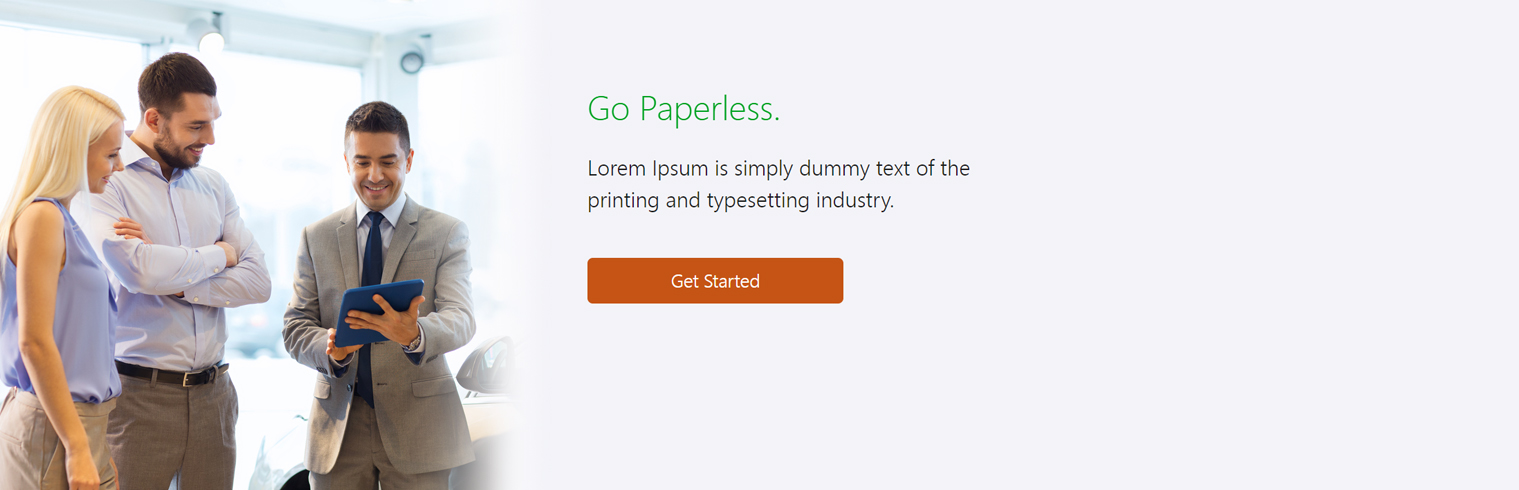 Go Paperless.
Lorem Ipsum is simply dummy text of the
printing and typesetting industry.
Get Started